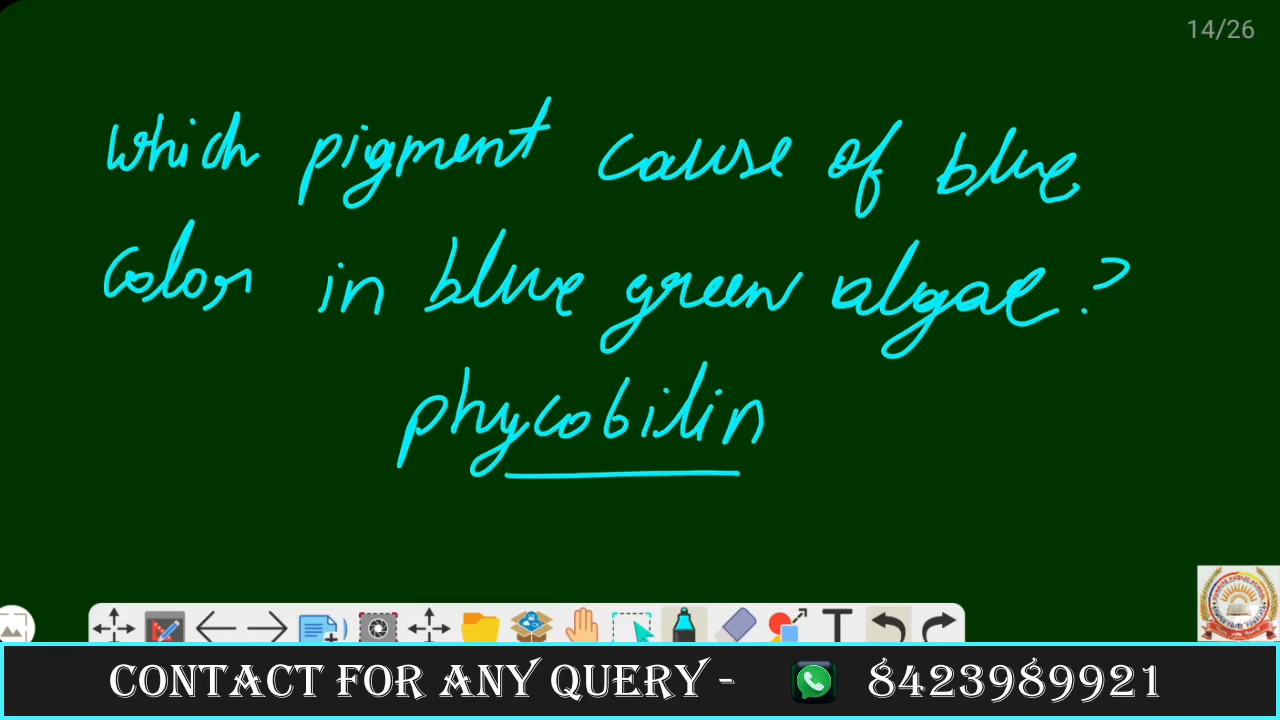 14/26
Which pigment cause of blue
color in blue green algae?
phycobilin
CONTACT FOR ANY QUERY - 8423989921